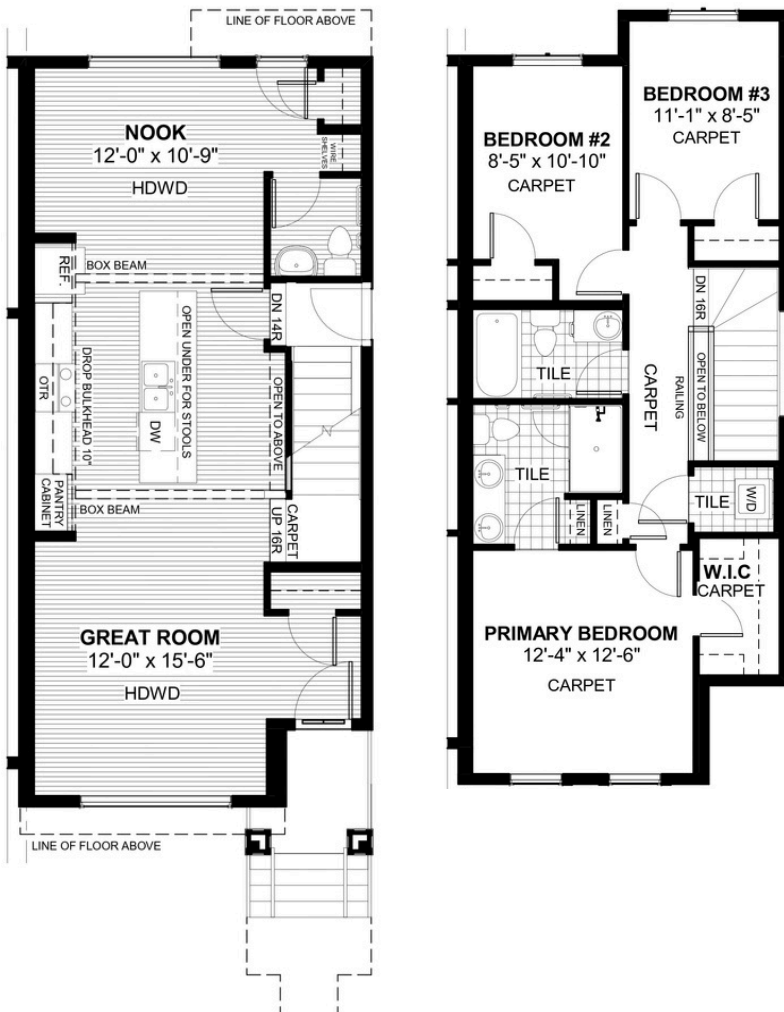 LINE OF FLOOR ABOVE
NOOK
12'-0" x 10'-9"
HDWD
WIRE
SHELVES
REF.
BOX BEAM
DN 14R
OPEN UNDER FOR STOOLS
DROP BULKHEAD 10"
OTR
DW
OPEN TO ABOVE
PANTRY
CABINET
BOX BEAM
CARPET
UP 16R
GREAT ROOM
12'-0" x 15'-6"
HDWD
LINE OF FLOOR ABOVE
BEDROOM #3
11'-1" x 8'-5"
CARPET
BEDROOM #2
8'-5" x 10'-10"
CARPET
DN 16R
OPEN TO BELOW
RAILING
CARPET
TILE
TILE
TILE
W/D
LINEN
LINEN
W.I.C
CARPET
PRIMARY BEDROOM
12'-4" x 12'-6"
CARPET